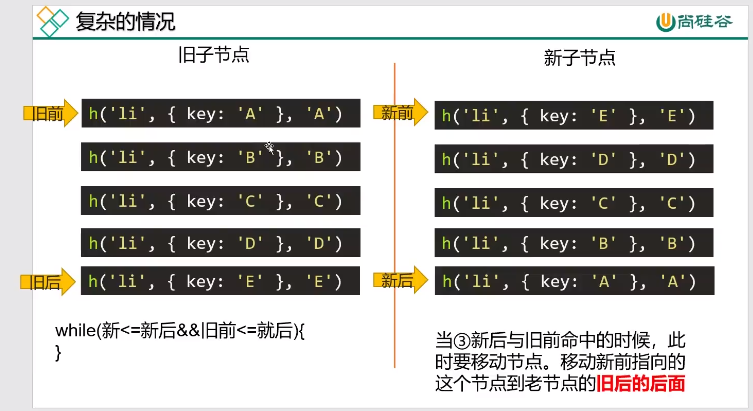 复杂的情况
尚硅谷
旧子节点
新子节点
旧前
h('li', { key: 'A' }, 'A')
h('li', { key: 'B' }, 'B')
h('li', { key: 'C' }, 'C')
h('li', { key: 'D' }, 'D')
旧后
h('li', { key: 'E' }, 'E')
新前
h('li', { key: 'E' }, 'E')
h('li', { key: 'D' }, 'D')
h('li', { key: 'C' }, 'C')
h('li', { key: 'B' }, 'B')
新后
h('li', { key: 'A' }, 'A')
while(新<=新后&&旧前<=就后){
}
当③新后与旧前命中的时候，此
时要移动节点。移动新前指向的
这个节点到老节点的旧后的后面